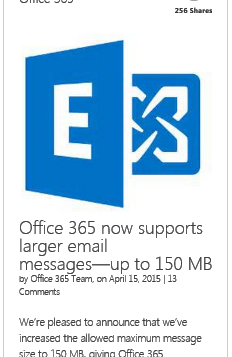 Office 365
256 Shares
E
Office 365 now supports
larger email
messages—up to 150 MB
by Office 365 Team, on April 15, 2015 | 13
Comments
We're pleased to announce that we've
increased the allowed maximum message
size to 150 MB, giving Office 365